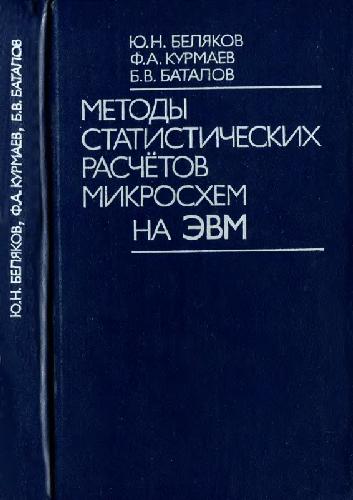 Ю.Н. БЕЛЯКОВ, Ф.А. КУРМАЕВ, Б.В. БАТАЛОВ
Ю.Н. БЕЛЯКОВ
Ф.А. КУРМАЕВ
Б.В. БАТАЛОВ
МЕТОДЫ
СТАТИСТИЧЕСКИХ
РАСЧЁТОВ
МИКРОСХЕМ
НА ЭВМ